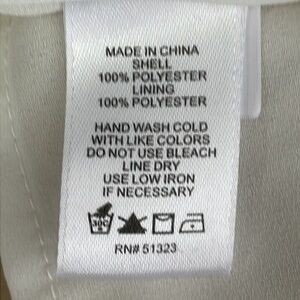 MADE IN CHINA
SHELL
100% POLYESTER
LINING
100% POLYESTER
HAND WASH COLD
WITH LIKE COLORS
DO NOT USE BLEACH
LINE DRY
USE LOW IRON
IF NECESSARY
30°C
RN# 51323